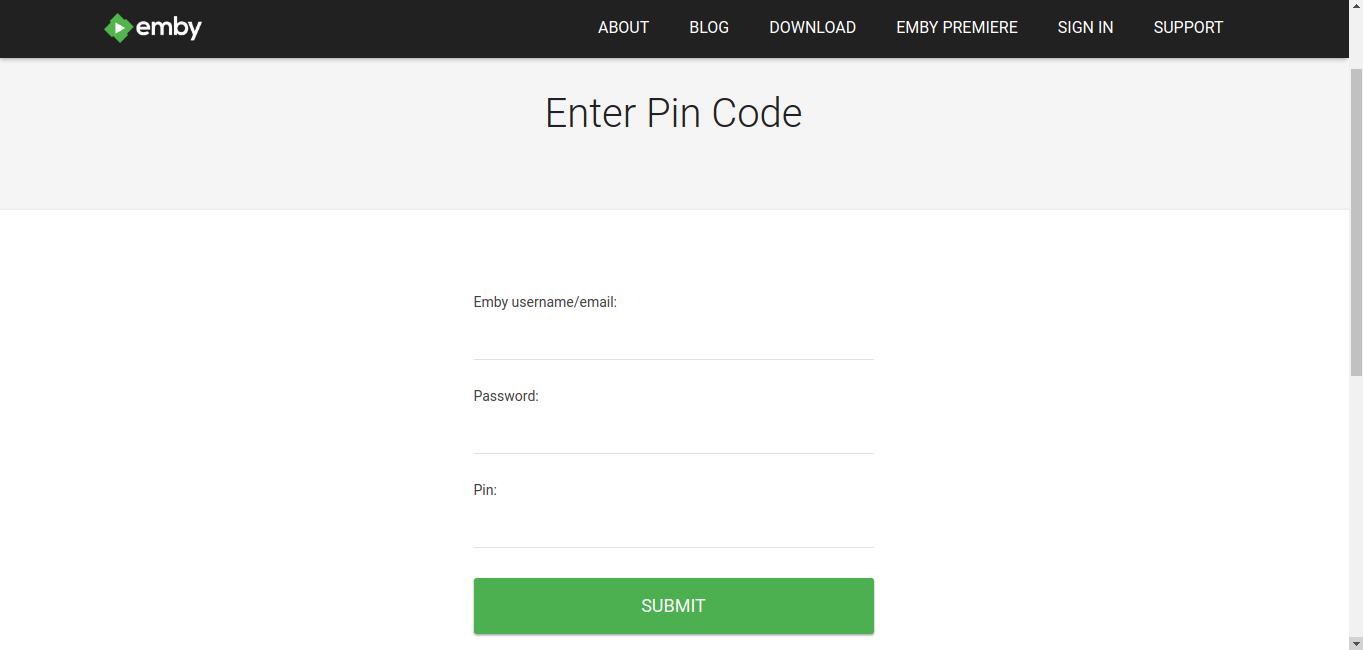 emby
ABOUT BLOG DOWNLOAD EMBY PREMIERE SIGN IN SUPPORT
Enter Pin Code
Emby username/email:
Password:
Pin:
SUBMIT